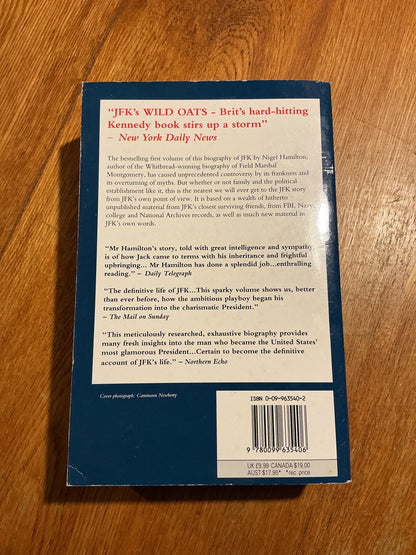 “JFK’s WILD OATS – Brit’s hard-hitting
Kennedy book stirs up a storm”
– New York Daily News
The bestselling first volume of this biography of JFK by Nigel Hamilton,
author of the Whitbread-winning biography of Field Marshal
Montgomery, has caused unprecedented controversy by its frankness and
its overturning of myths. But whether or not family and the political
establishment like it, this is the nearest we will ever get to the JFK story
from JFK’s own point of view. It is based on a wealth of hitherto
unpublished material from JFK’s closest surviving friends, from FBI, Navy,
college and National Archives records, as well as much new material in
JFK’s own words.
“Mr Hamilton’s story, told with great intelligence and sympathy,
is of how Jack came to terms with his inheritance and frightful
upbringing... Mr Hamilton has done a splendid job...enthralling
reading.” – Daily Telegraph
“The definitive life of JFK...This sparky volume shows us, better
than ever before, how the ambitious playboy began his
transformation into the charismatic President.”
– The Mail on Sunday
“This meticulously researched, exhaustive biography provides
many fresh insights into the man who became the United States’
most glamorous President...Certain to become the definitive
account of JFK’s life.” – Northern Echo
Cover photograph: Cammann Newberry
ISBN 0-09-963540-2
9 780099 635406
UK £9.99 CANADA $19.00
AUST $17.95* *rec. price